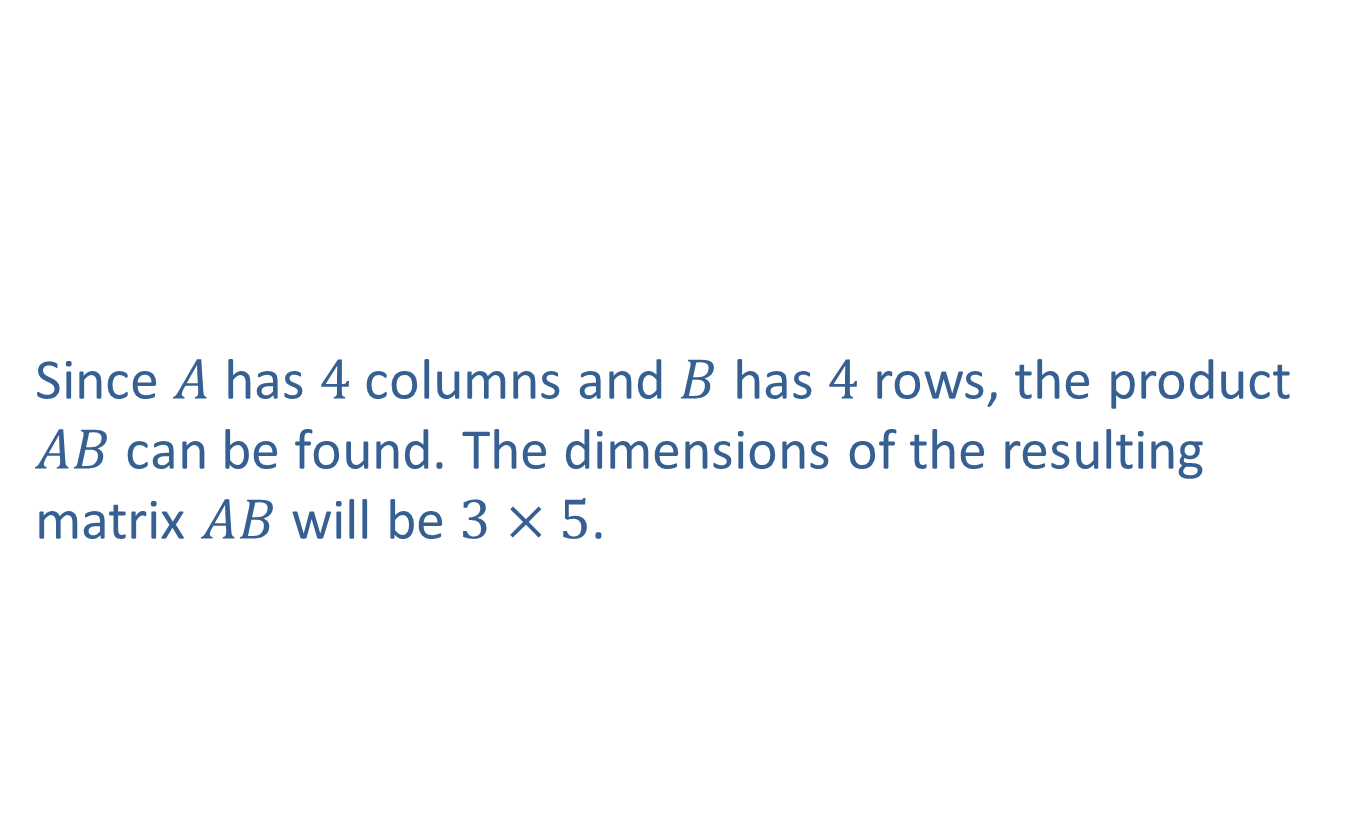 Since A has 4 columns and B has 4 rows, the product
AB can be found. The dimensions of the resulting
matrix AB will be 3 × 5.